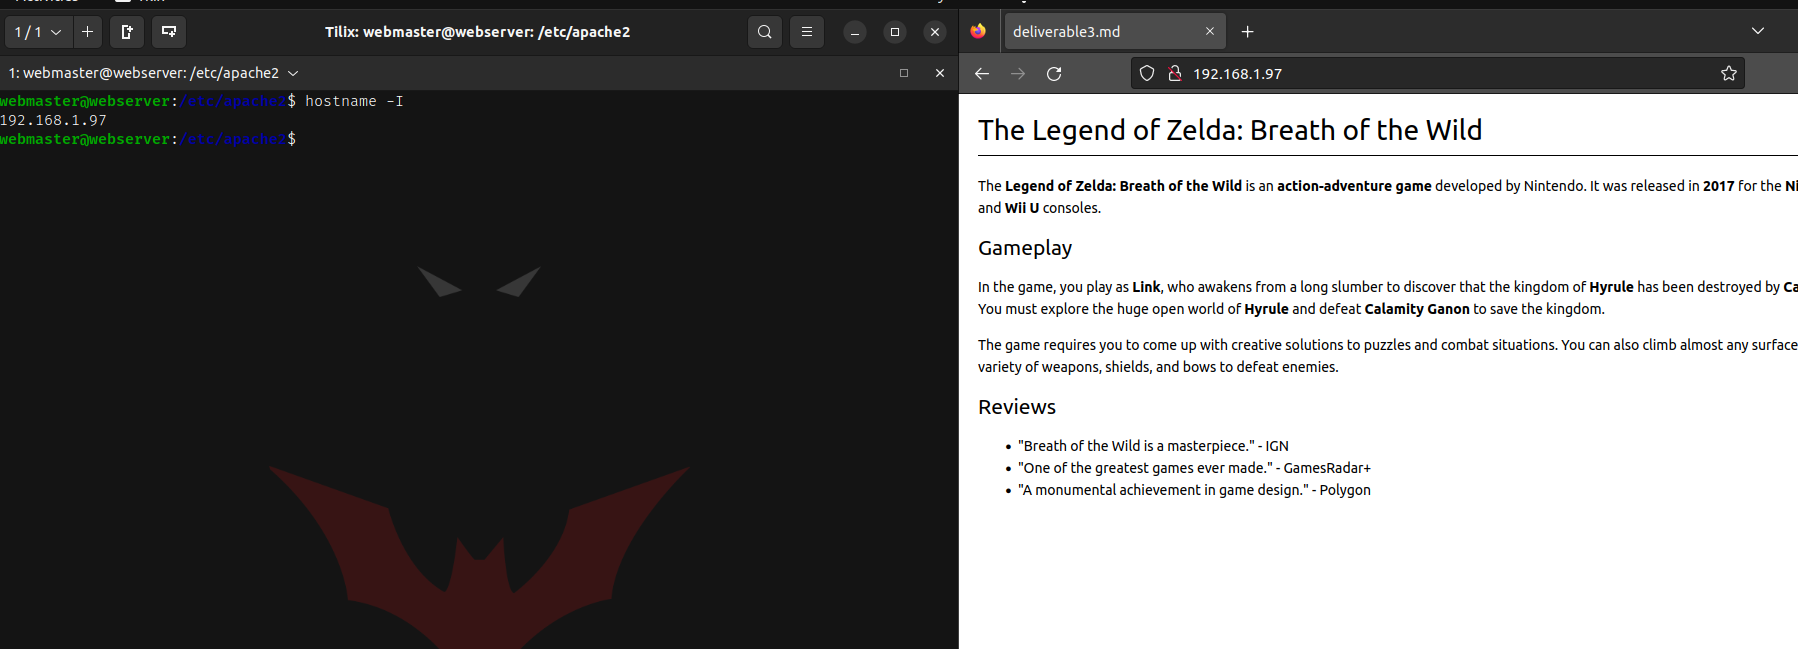 1 / 1
Tilix: webmaster@webserver: /etc/apache2
1: webmaster@webserver: /etc/apache2
webmaster@webserver:/etc/apache2$ hostname -I
192.168.1.97
webmaster@webserver:/etc/apache2$
deliverable3.md
192.168.1.97
The Legend of Zelda: Breath of the Wild
The Legend of Zelda: Breath of the Wild is an action-adventure game developed by Nintendo. It was released in 2017 for the Ni
and Wii U consoles.
Gameplay
In the game, you play as Link, who awakens from a long slumber to discover that the kingdom of Hyrule has been destroyed by Ca
You must explore the huge open world of Hyrule and defeat Calamity Ganon to save the kingdom.
The game requires you to come up with creative solutions to puzzles and combat situations. You can also climb almost any surface
variety of weapons, shields, and bows to defeat enemies.
Reviews
• "Breath of the Wild is a masterpiece." - IGN
• "One of the greatest games ever made." - GamesRadar+
• "A monumental achievement in game design." - Polygon